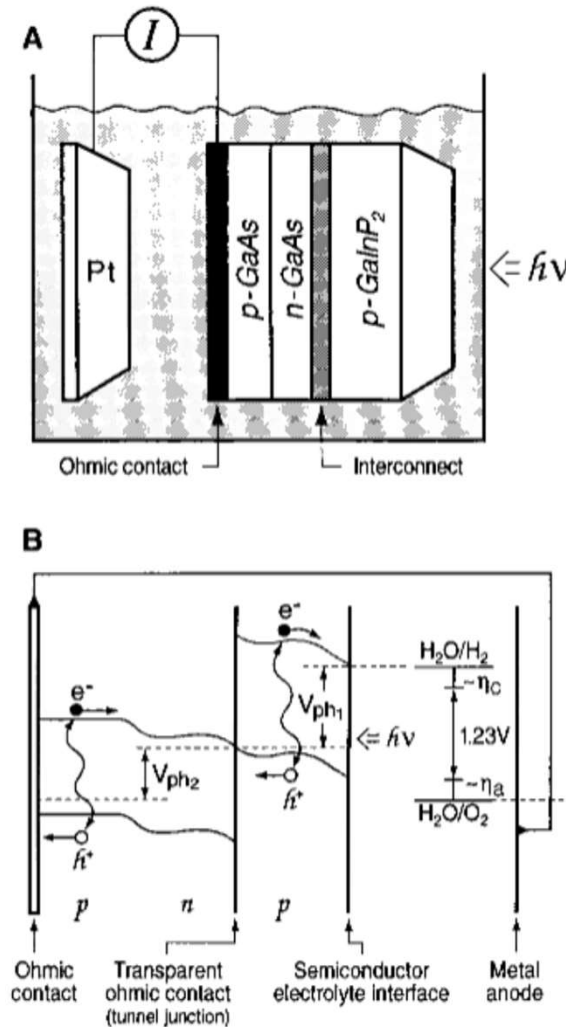 A
I
Pt
p-GaAs
n-GaAs
p-GaInP₂
⇐ hν
Ohmic contact
Interconnect
B
e⁻
H₂O/H₂
~η꜀
e⁻
Vph₁
⇐ hν
1.23V
Vph₂
h⁺
~ηₐ
H₂O/O₂
h⁺
p
n
p
Ohmic
contact
Transparent
ohmic contact
(tunnel junction)
Semiconductor
electrolyte interface
Metal
anode